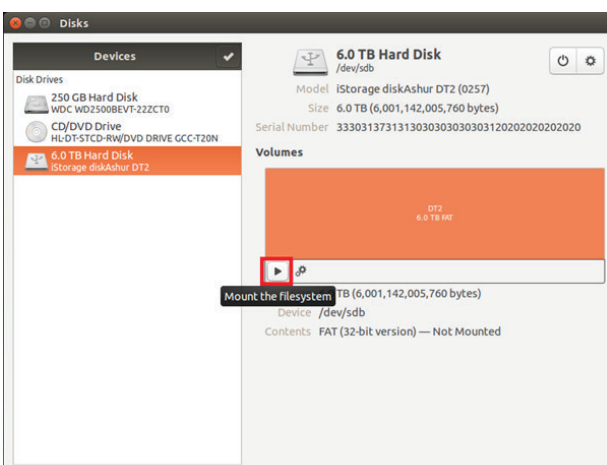 Disks
Devices
Disk Drives
250 GB Hard Disk
WDC WD2500BEVT-22ZCT0
CD/DVD Drive
HL-DT-STCD-RW/DVD DRIVE GCC-T20N
6.0 TB Hard Disk
iStorage diskAshur DT2
6.0 TB Hard Disk
/dev/sdb
Model iStorage diskAshur DT2 (0257)
Size 6.0 TB (6,001,142,005,760 bytes)
Serial Number 33303137313130303030303031202020202020
Volumes
DT2
6.0 TB FAT
Mount the filesystem
TB (6,001,142,005,760 bytes)
Device /dev/sdb
Contents FAT (32-bit version) — Not Mounted